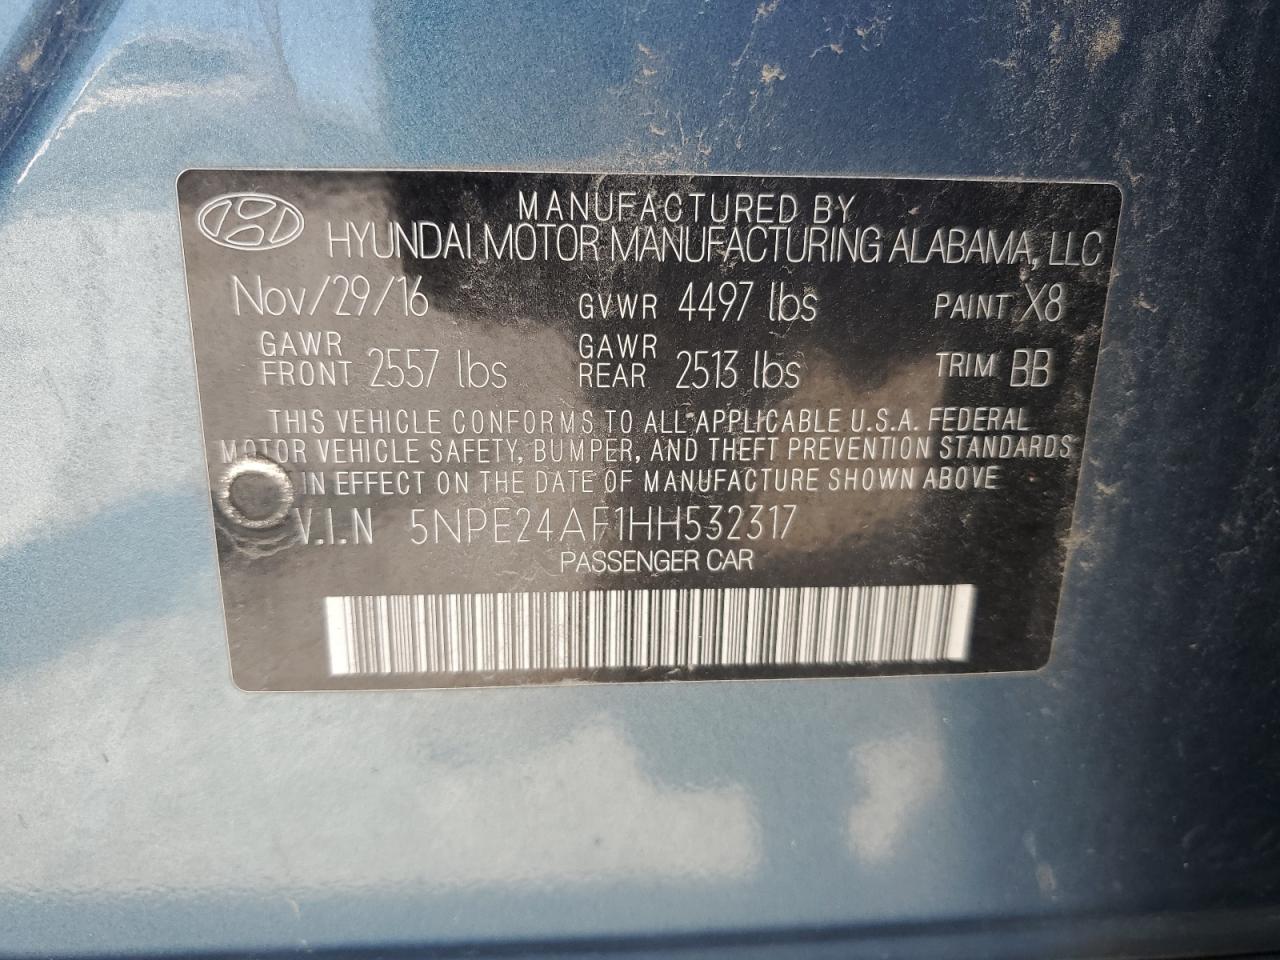 MANUFACTURED BY
HYUNDAI MOTOR MANUFACTURING ALABAMA, LLC
Nov/29/16 GVWR 4497 lbs PAINT X8
GAWR FRONT 2557 lbs GAWR REAR 2513 lbs TRIM BB
THIS VEHICLE CONFORMS TO ALL APPLICABLE U.S.A. FEDERAL
MOTOR VEHICLE SAFETY, BUMPER, AND THEFT PREVENTION STANDARDS
IN EFFECT ON THE DATE OF MANUFACTURE SHOWN ABOVE
V.I.N 5NPE24AF1HH532317
PASSENGER CAR